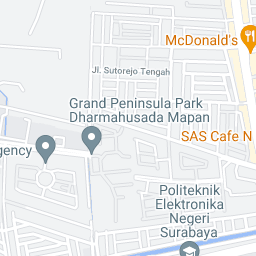 McDonald's
Jl. Sutorejo Tengah
Grand Peninsula Park
Dharmahusada Mapan
SAS Cafe N
gency
Politeknik
Elektronika
Negeri
Surabaya